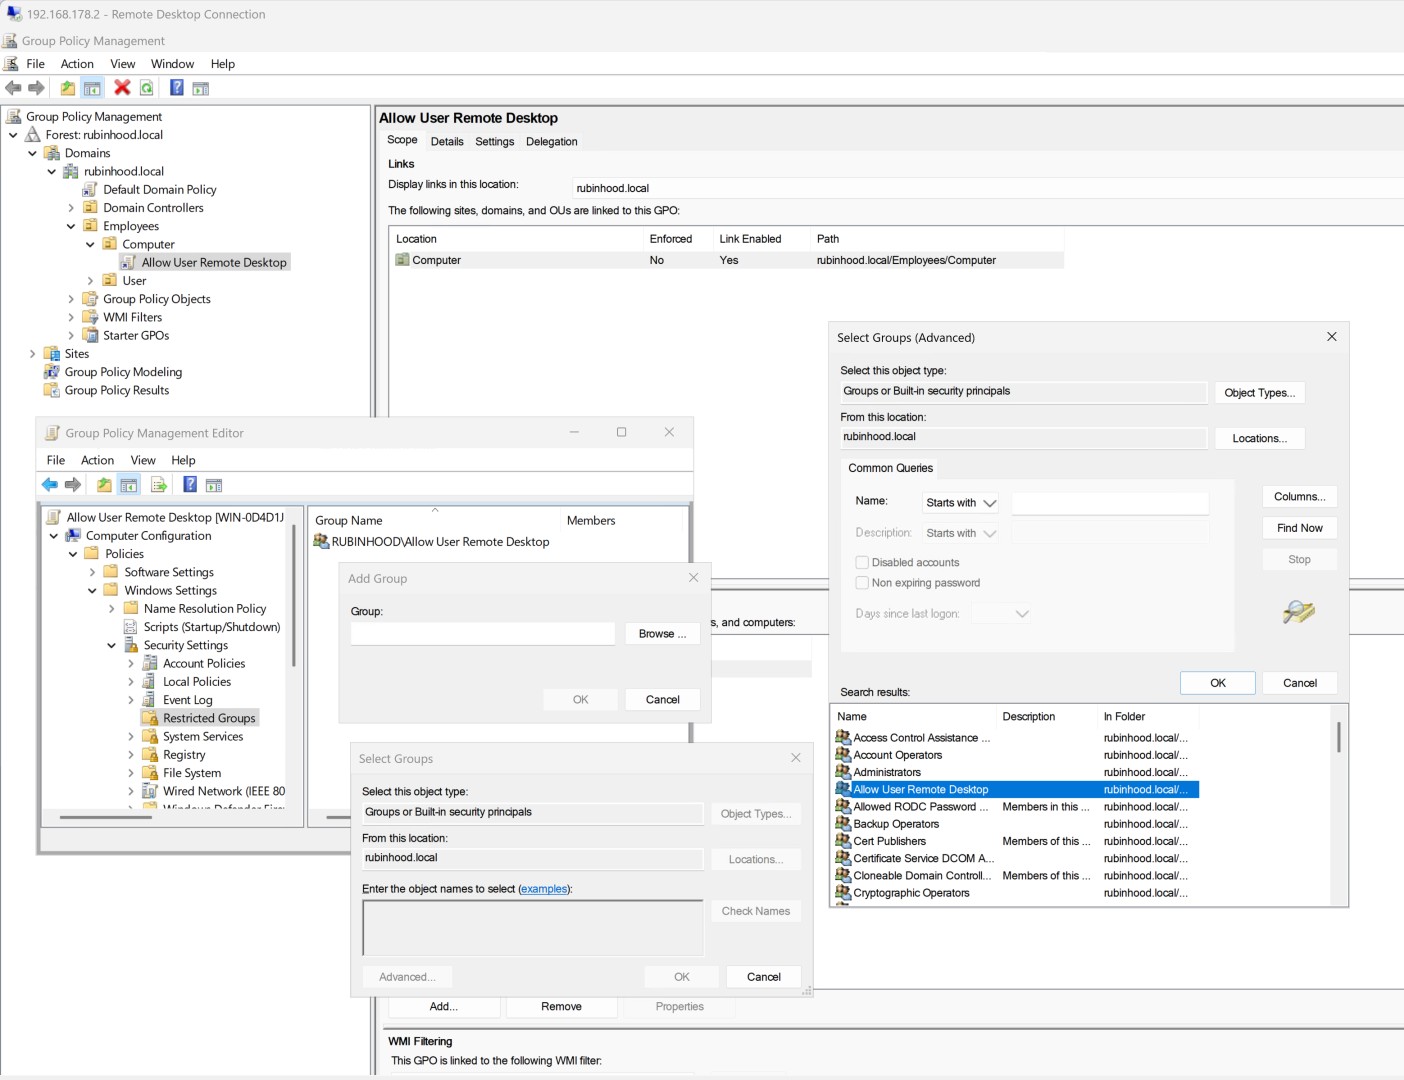 192.168.178.2 - Remote Desktop Connection
Group Policy Management
File Action View Window Help
Group Policy Management
Forest: rubinhood.local
Domains
rubinhood.local
Default Domain Policy
Domain Controllers
Employees
Computer
Allow User Remote Desktop
User
Group Policy Objects
WMI Filters
Starter GPOs
Sites
Group Policy Modeling
Group Policy Results
Allow User Remote Desktop
Scope Details Settings Delegation
Links
Display links in this location: rubinhood.local
The following sites, domains, and OUs are linked to this GPO:
Location Enforced Link Enabled Path
Computer No Yes rubinhood.local/Employees/Computer
Group Policy Management Editor
File Action View Help
Allow User Remote Desktop [WIN-0D4D1J
Computer Configuration
Policies
Software Settings
Windows Settings
Name Resolution Policy
Scripts (Startup/Shutdown)
Security Settings
Account Policies
Local Policies
Event Log
Restricted Groups
System Services
Registry
File System
Wired Network (IEEE 80
Windows Defender Fire
Group Name Members
RUBINHOOD\Allow User Remote Desktop
Add Group
Group:
Browse ...
OK Cancel
s, and computers:
Select Groups
Select this object type:
Groups or Built-in security principals Object Types...
From this location:
rubinhood.local Locations...
Enter the object names to select (examples):
Check Names
Advanced... OK Cancel
Add... Remove Properties
WMI Filtering
This GPO is linked to the following WMI filter:
Select Groups (Advanced)
Select this object type:
Groups or Built-in security principals Object Types...
From this location:
rubinhood.local Locations...
Common Queries
Name: Starts with
Description: Starts with
Disabled accounts
Non expiring password
Days since last logon:
Columns...
Find Now
Stop
OK Cancel
Search results:
Name Description In Folder
Access Control Assistance ... rubinhood.local/...
Account Operators rubinhood.local/...
Administrators rubinhood.local/...
Allow User Remote Desktop rubinhood.local/...
Allowed RODC Password ... Members in this ... rubinhood.local/...
Backup Operators rubinhood.local/...
Cert Publishers Members of this ... rubinhood.local/...
Certificate Service DCOM A... rubinhood.local/...
Cloneable Domain Controll... Members of this ... rubinhood.local/...
Cryptographic Operators rubinhood.local/...